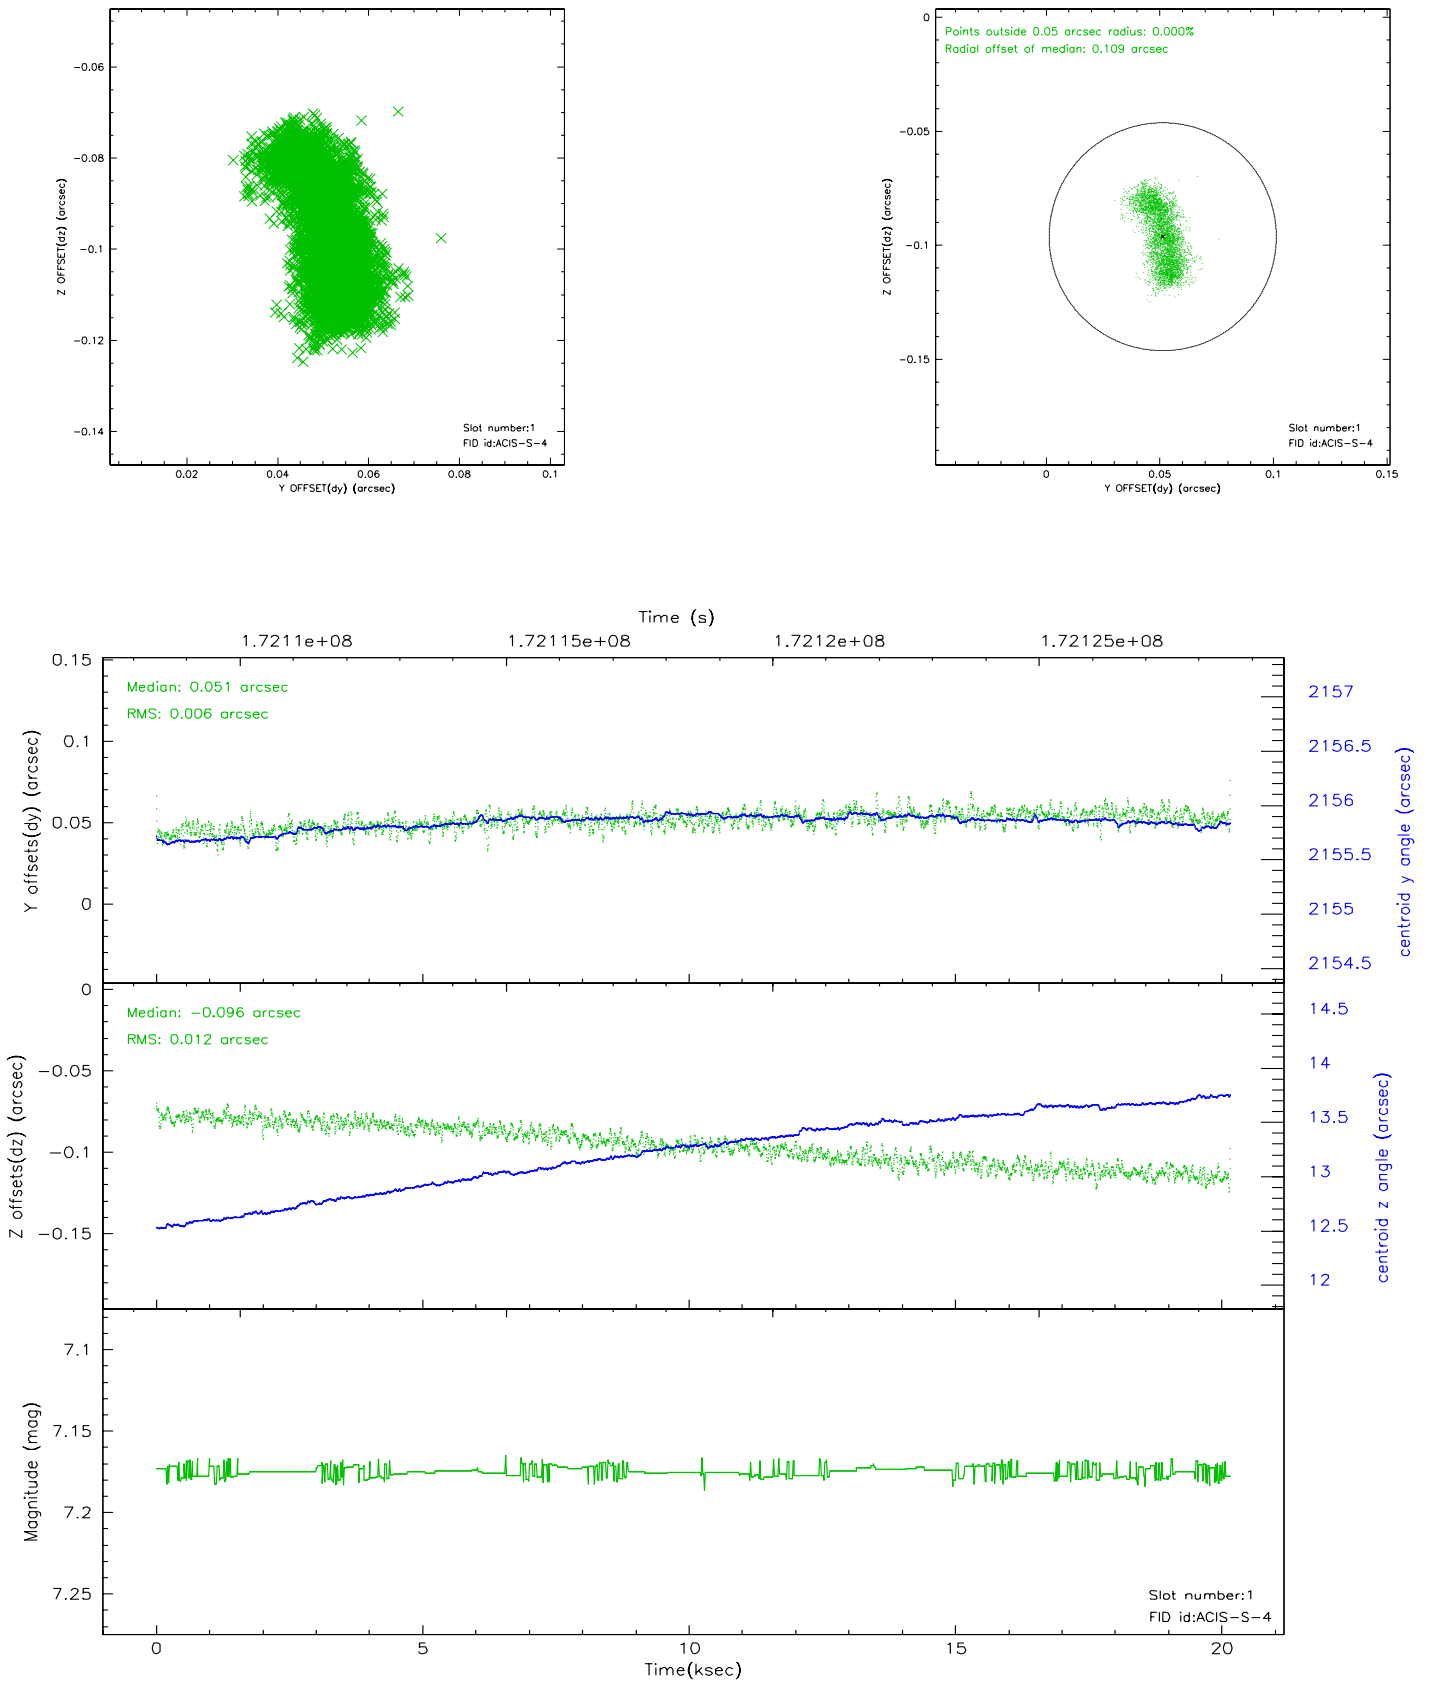 −0.06
−0.08
−0.1
−0.12
−0.14
Z OFFSET(dz) (arcsec)
Slot number:1
FID id:ACIS−S−4
0.02 0.04 0.06 0.08 0.1
Y OFFSET(dy) (arcsec)
Points outside 0.05 arcsec radius: 0.000%
Radial offset of median: 0.109 arcsec
0
−0.05
−0.1
−0.15
Z OFFSET(dz) (arcsec)
Slot number:1
FID id:ACIS−S−4
0 0.05 0.1 0.15
Y OFFSET(dy) (arcsec)
Time (s)
1.7211e+08 1.72115e+08 1.7212e+08 1.72125e+08
Median: 0.051 arcsec
RMS: 0.006 arcsec
0.15
0.1
0.05
0
Y offsets(dy) (arcsec)
2157
2156.5
2156
2155.5
2155
2154.5
centroid y angle (arcsec)
Median: −0.096 arcsec
RMS: 0.012 arcsec
0
−0.05
−0.1
−0.15
Z offsets(dz) (arcsec)
14.5
14
13.5
13
12.5
12
centroid z angle (arcsec)
7.1
7.15
7.2
7.25
Magnitude (mag)
Slot number:1
FID id:ACIS−S−4
0 5 10 15 20
Time(ksec)